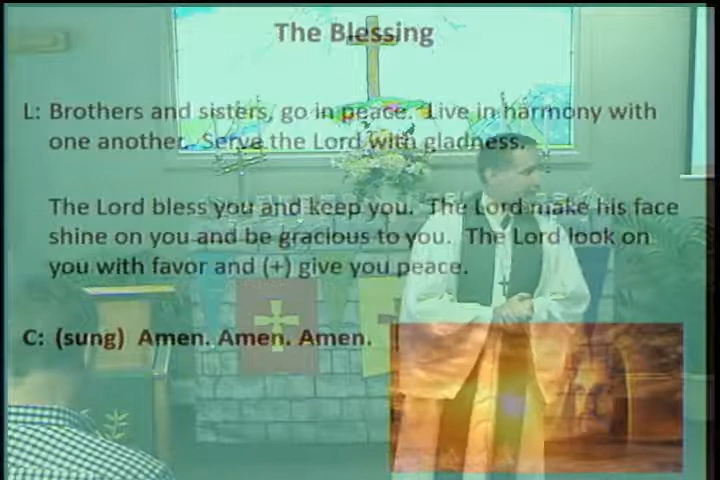 The Blessing
L: Brothers and sisters, go in peace. Live in harmony with
one another. Serve the Lord with gladness.
The Lord bless you and keep you. The Lord make his face
shine on you and be gracious to you. The Lord look on
you with favor and (+) give you peace.
C: (sung) Amen. Amen. Amen.